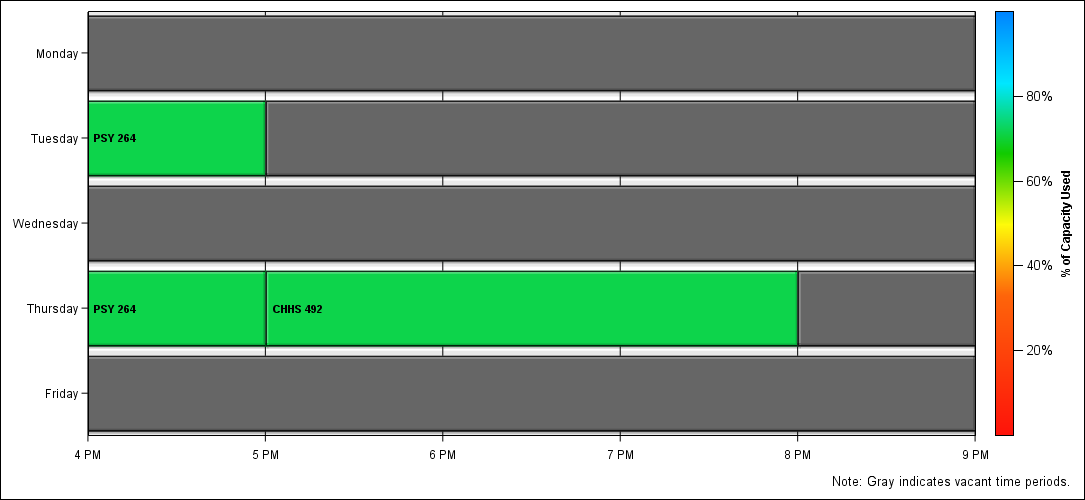 Monday
Tuesday
PSY 264
Wednesday
Thursday
PSY 264
CHHS 492
Friday
4 PM
5 PM
6 PM
7 PM
8 PM
9 PM
80%
60%
40%
20%
% of Capacity Used
Note: Gray indicates vacant time periods.